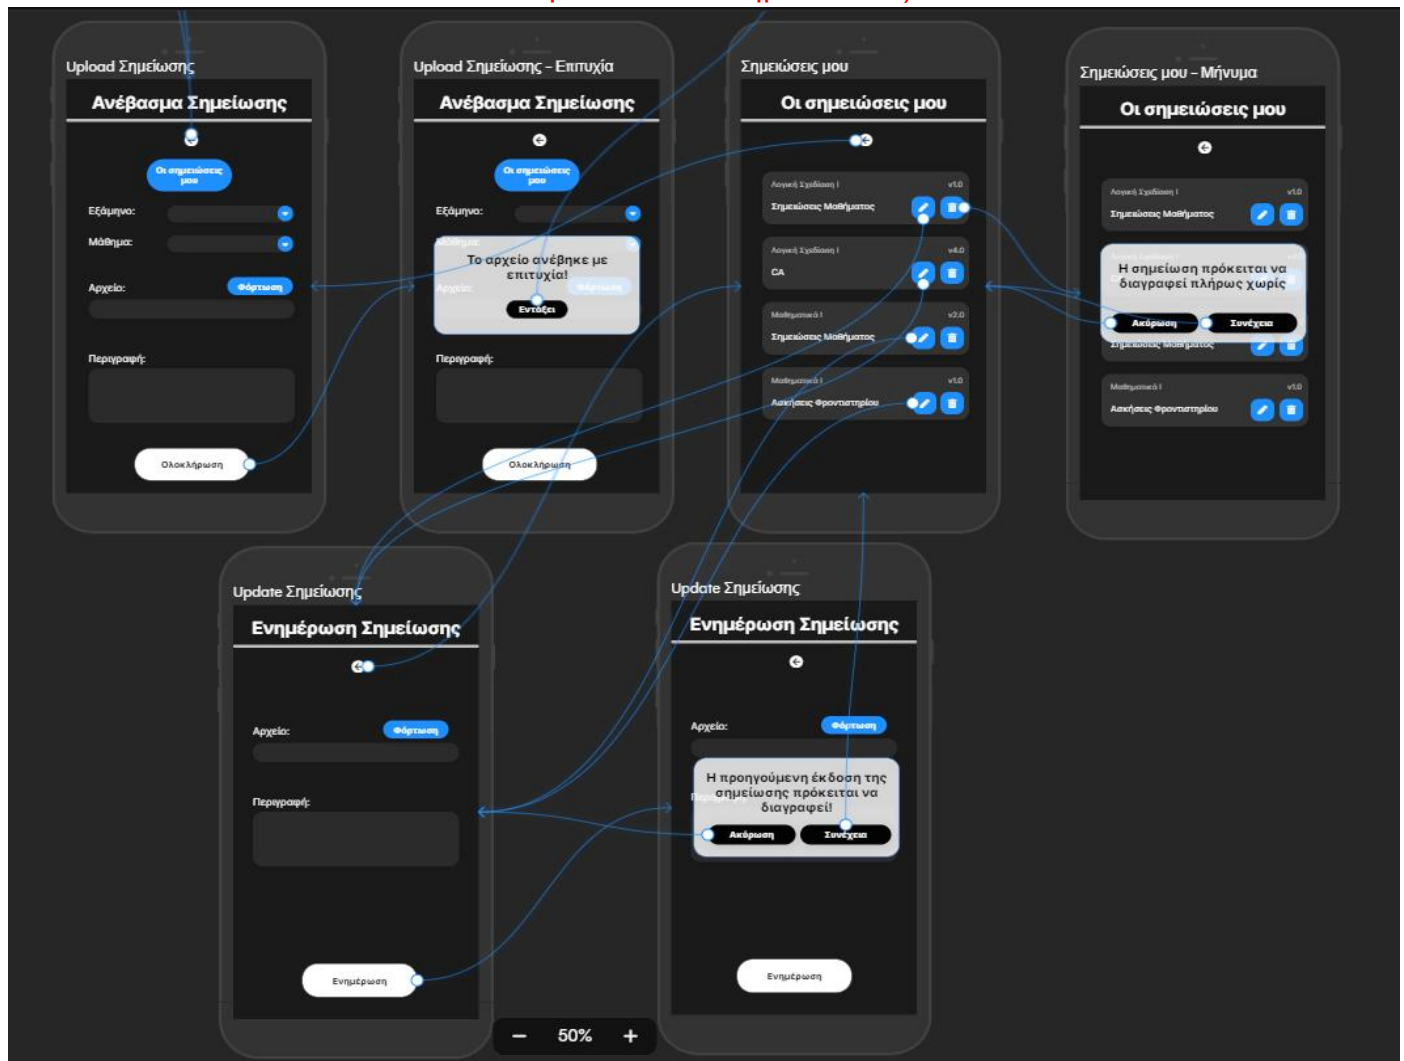 Upload Σημείωσης
Ανέβασμα Σημείωσης
Οι σημειώσεις
μου
Εξάμηνο:
Μάθημα:
Αρχείο:
Φόρτωση
Περιγραφή:
Ολοκλήρωση
Upload Σημείωσης – Επιτυχία
Ανέβασμα Σημείωσης
Οι σημειώσεις
μου
Εξάμηνο:
Μάθημα:
Το αρχείο ανέβηκε με
επιτυχία!
Αρχείο:
Φόρτωση
Εντάξει
Περιγραφή:
Ολοκλήρωση
Σημειώσεις μου
Οι σημειώσεις μου
Λογική Σχεδίαση I v1.0
Σημειώσεις Μαθήματος
Λογική Σχεδίαση I v4.0
CA
Μαθηματικά I v2.0
Σημειώσεις Μαθήματος
Μαθηματικά I v1.0
Ασκήσεις Φροντιστηρίου
Σημειώσεις μου – Μήνυμα
Οι σημειώσεις μου
Λογική Σχεδίαση I v1.0
Σημειώσεις Μαθήματος
Η σημείωση πρόκειται να
διαγραφεί πλήρως χωρίς
Ακύρωση Συνέχεια
Σημειώσεις Μαθήματος
Μαθηματικά I v1.0
Ασκήσεις Φροντιστηρίου
Update Σημείωσης
Ενημέρωση Σημείωσης
Αρχείο:
Φόρτωση
Περιγραφή:
Ενημέρωση
Update Σημείωσης
Ενημέρωση Σημείωσης
Αρχείο:
Φόρτωση
Η προηγούμενη έκδοση της
σημείωσης πρόκειται να
διαγραφεί!
Ακύρωση Συνέχεια
Ενημέρωση
− 50% +